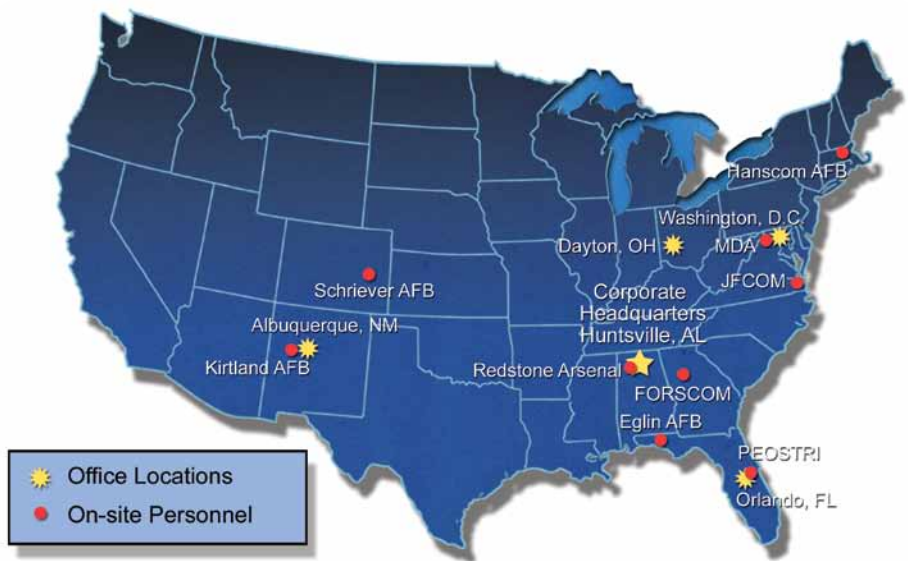 Hanscom AFB
Washington, D.C.
Dayton, OH
MDA
JFCOM
Schriever AFB
Corporate
Headquarters
Huntsville, AL
Albuquerque, NM
Kirtland AFB
Redstone Arsenal
FORSCOM
Eglin AFB
PEOSTRI
Orlando, FL
Office Locations
On-site Personnel